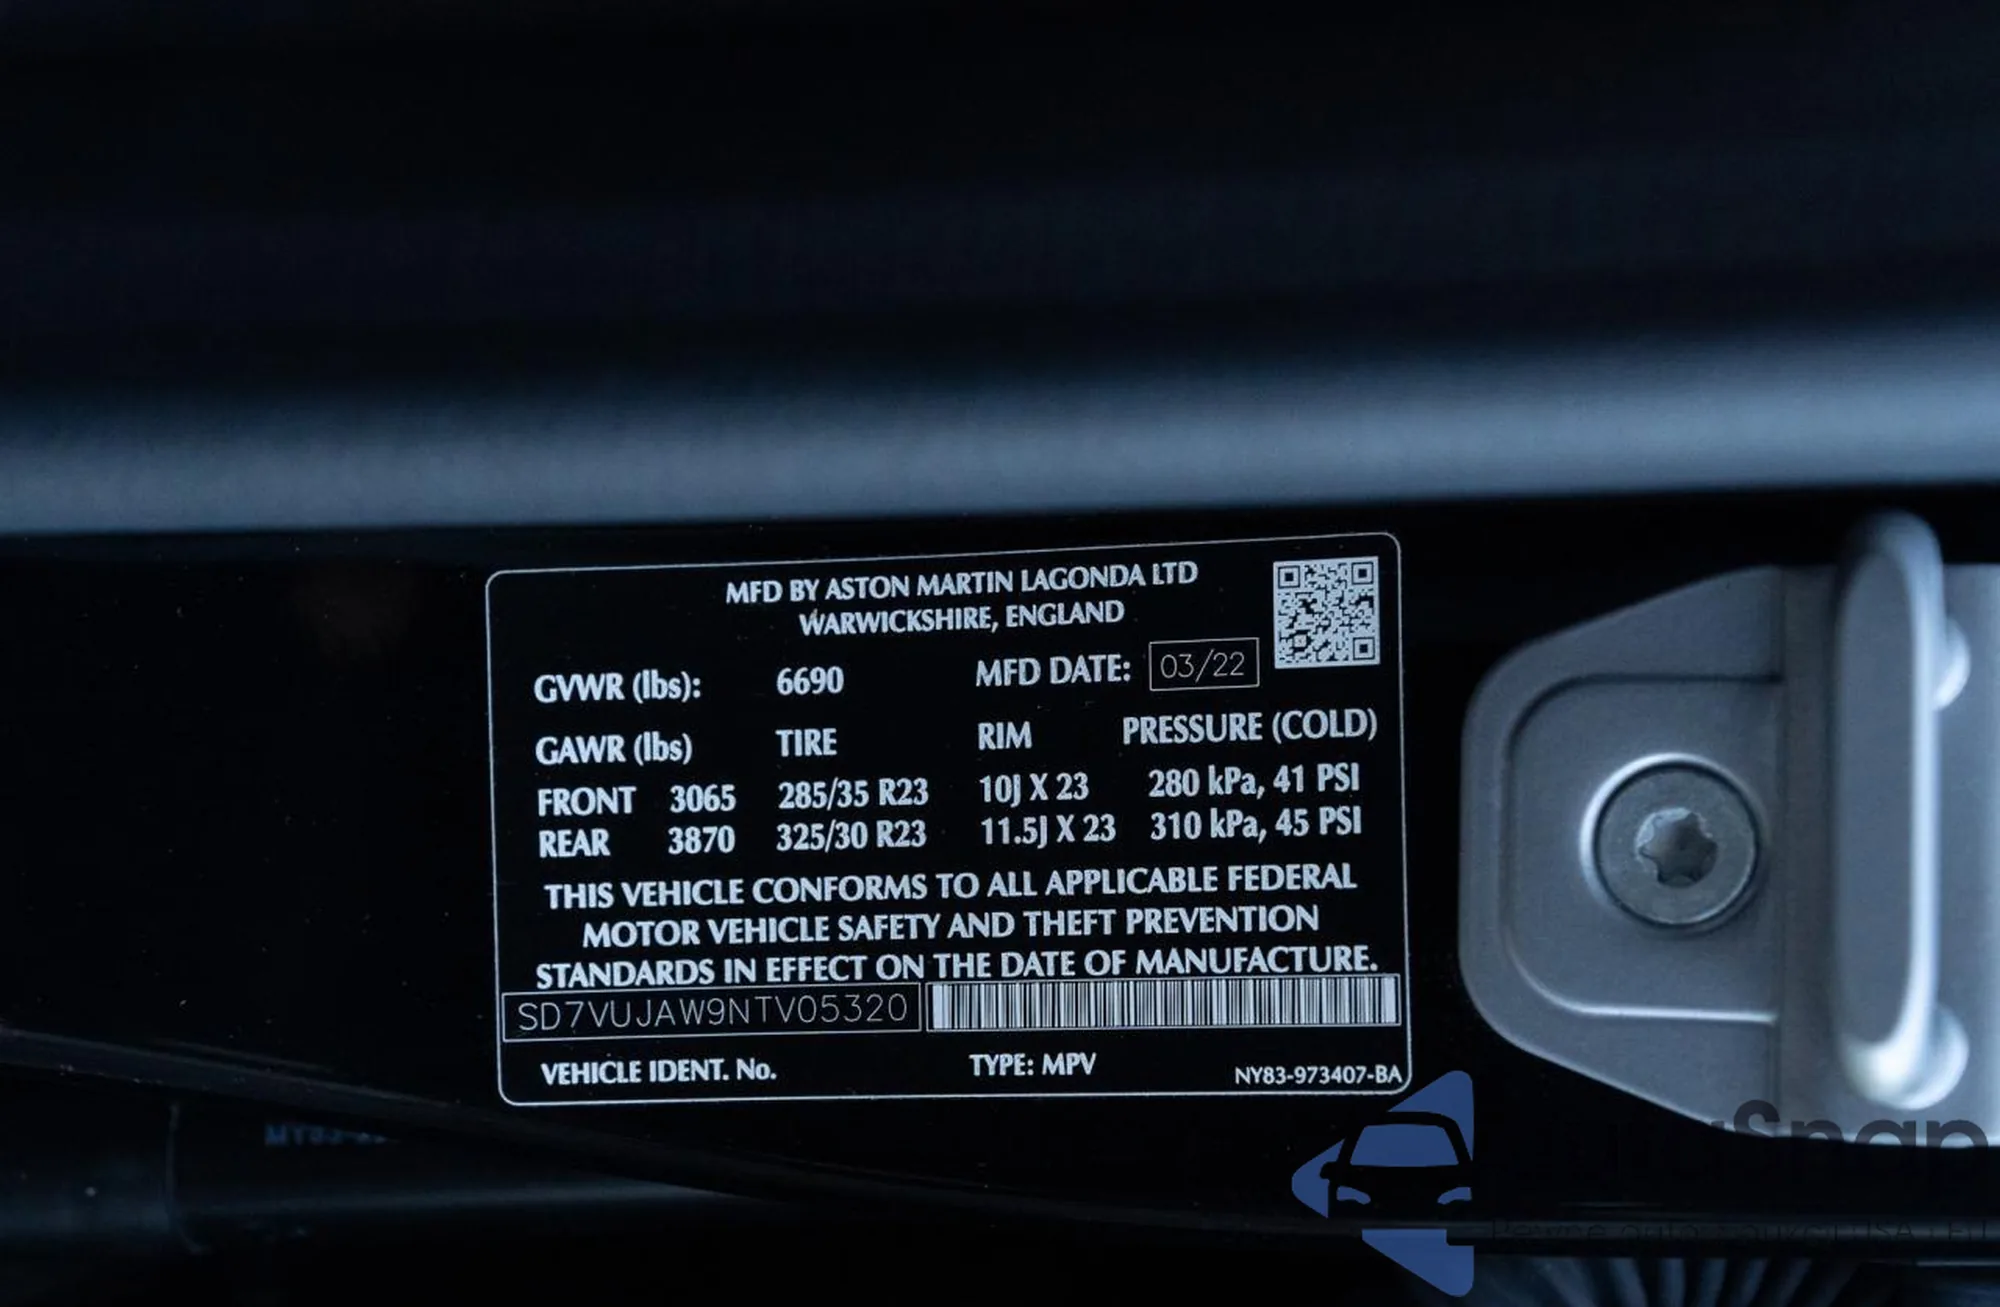 MFD BY ASTON MARTIN LAGONDA LTD
WARWICKSHIRE, ENGLAND
GVWR (lbs): 6690 MFD DATE: 03/22
GAWR (lbs) TIRE RIM PRESSURE (COLD)
FRONT 3065 285/35 R23 10J X 23 280 kPa, 41 PSI
REAR 3870 325/30 R23 11.5J X 23 310 kPa, 45 PSI
THIS VEHICLE CONFORMS TO ALL APPLICABLE FEDERAL
MOTOR VEHICLE SAFETY AND THEFT PREVENTION
STANDARDS IN EFFECT ON THE DATE OF MANUFACTURE.
SD7VUJAW9NTV05320
VEHICLE IDENT. No. TYPE: MPV NY83-973407-BA